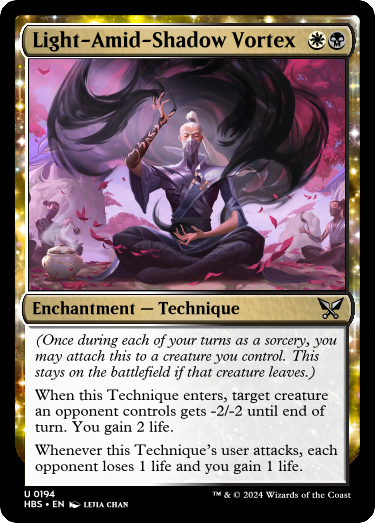 Light-Amid-Shadow Vortex
Enchantment — Technique
(Once during each of your turns as a sorcery, you
may attach this to a creature you control. This
stays on the battlefield if that creature leaves.)
When this Technique enters, target creature
an opponent controls gets -2/-2 until end of
turn. You gain 2 life.
Whenever this Technique's user attacks, each
opponent loses 1 life and you gain 1 life.
U 0194
HBS • EN LEJIA CHAN
™ & © 2024 Wizards of the Coast